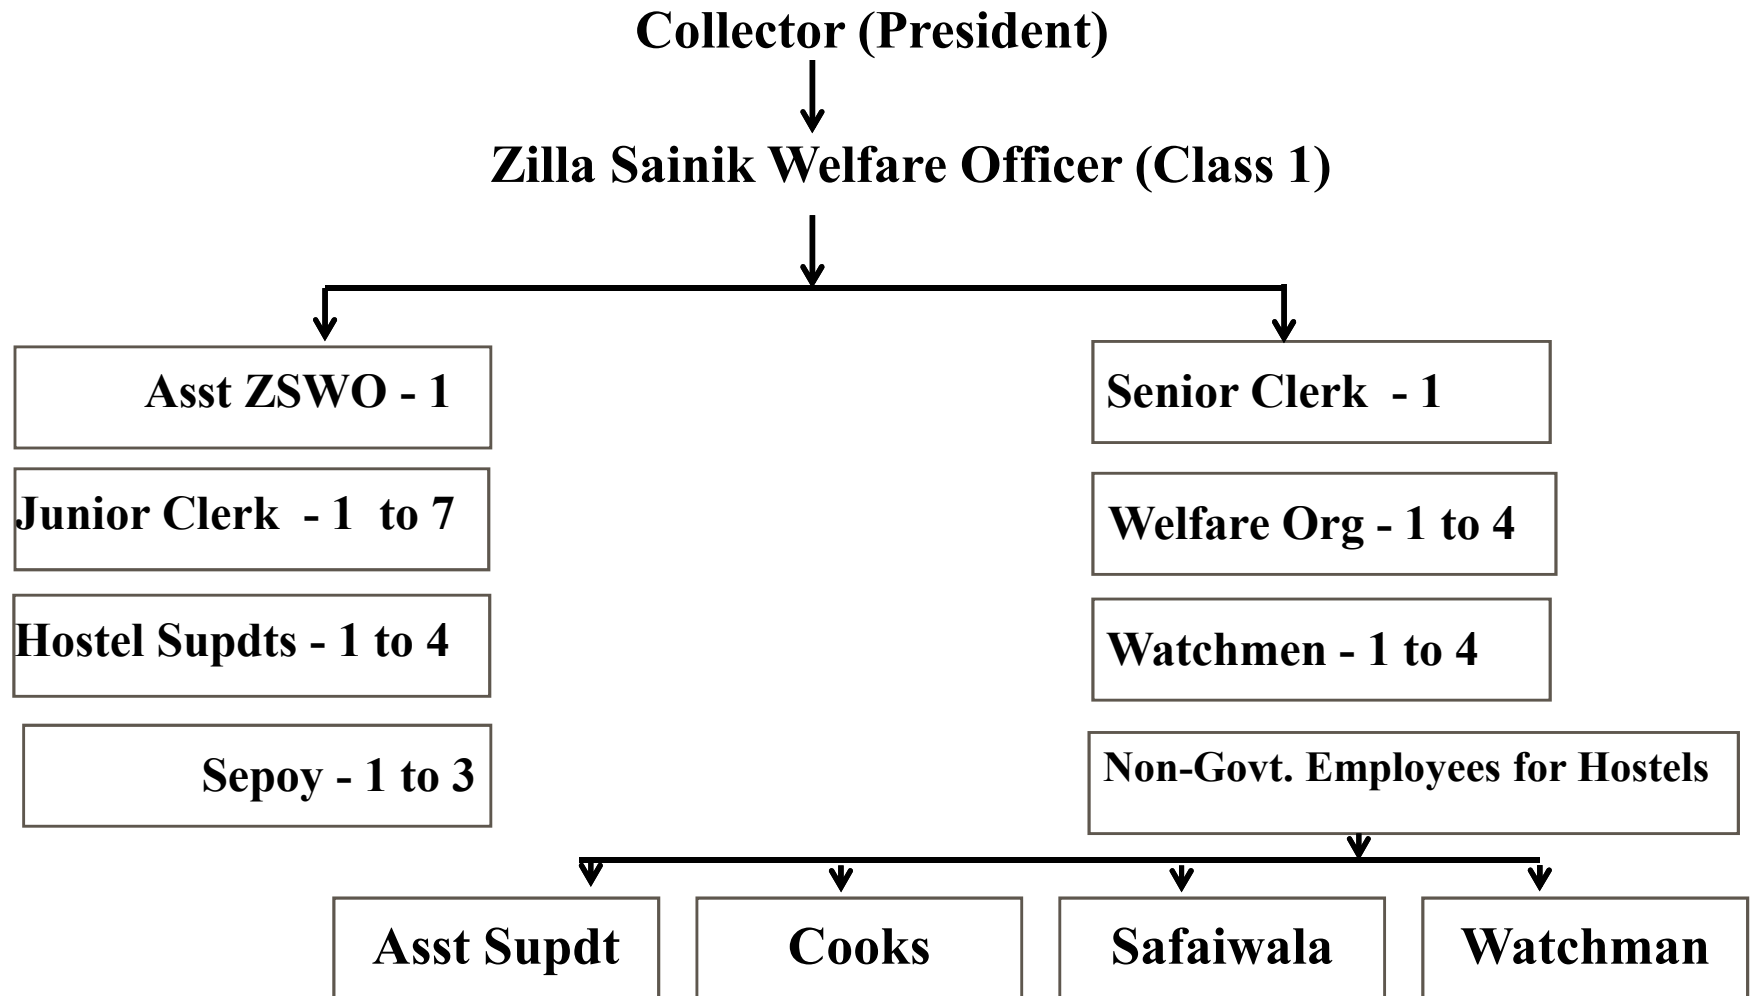 Collector (President)
Zilla Sainik Welfare Officer (Class 1)
Asst ZSWO - 1
Senior Clerk - 1
Junior Clerk - 1 to 7
Welfare Org - 1 to 4
Hostel Supdts - 1 to 4
Watchmen - 1 to 4
Sepoy - 1 to 3
Non-Govt. Employees for Hostels
Asst Supdt
Cooks
Safaiwala
Watchman